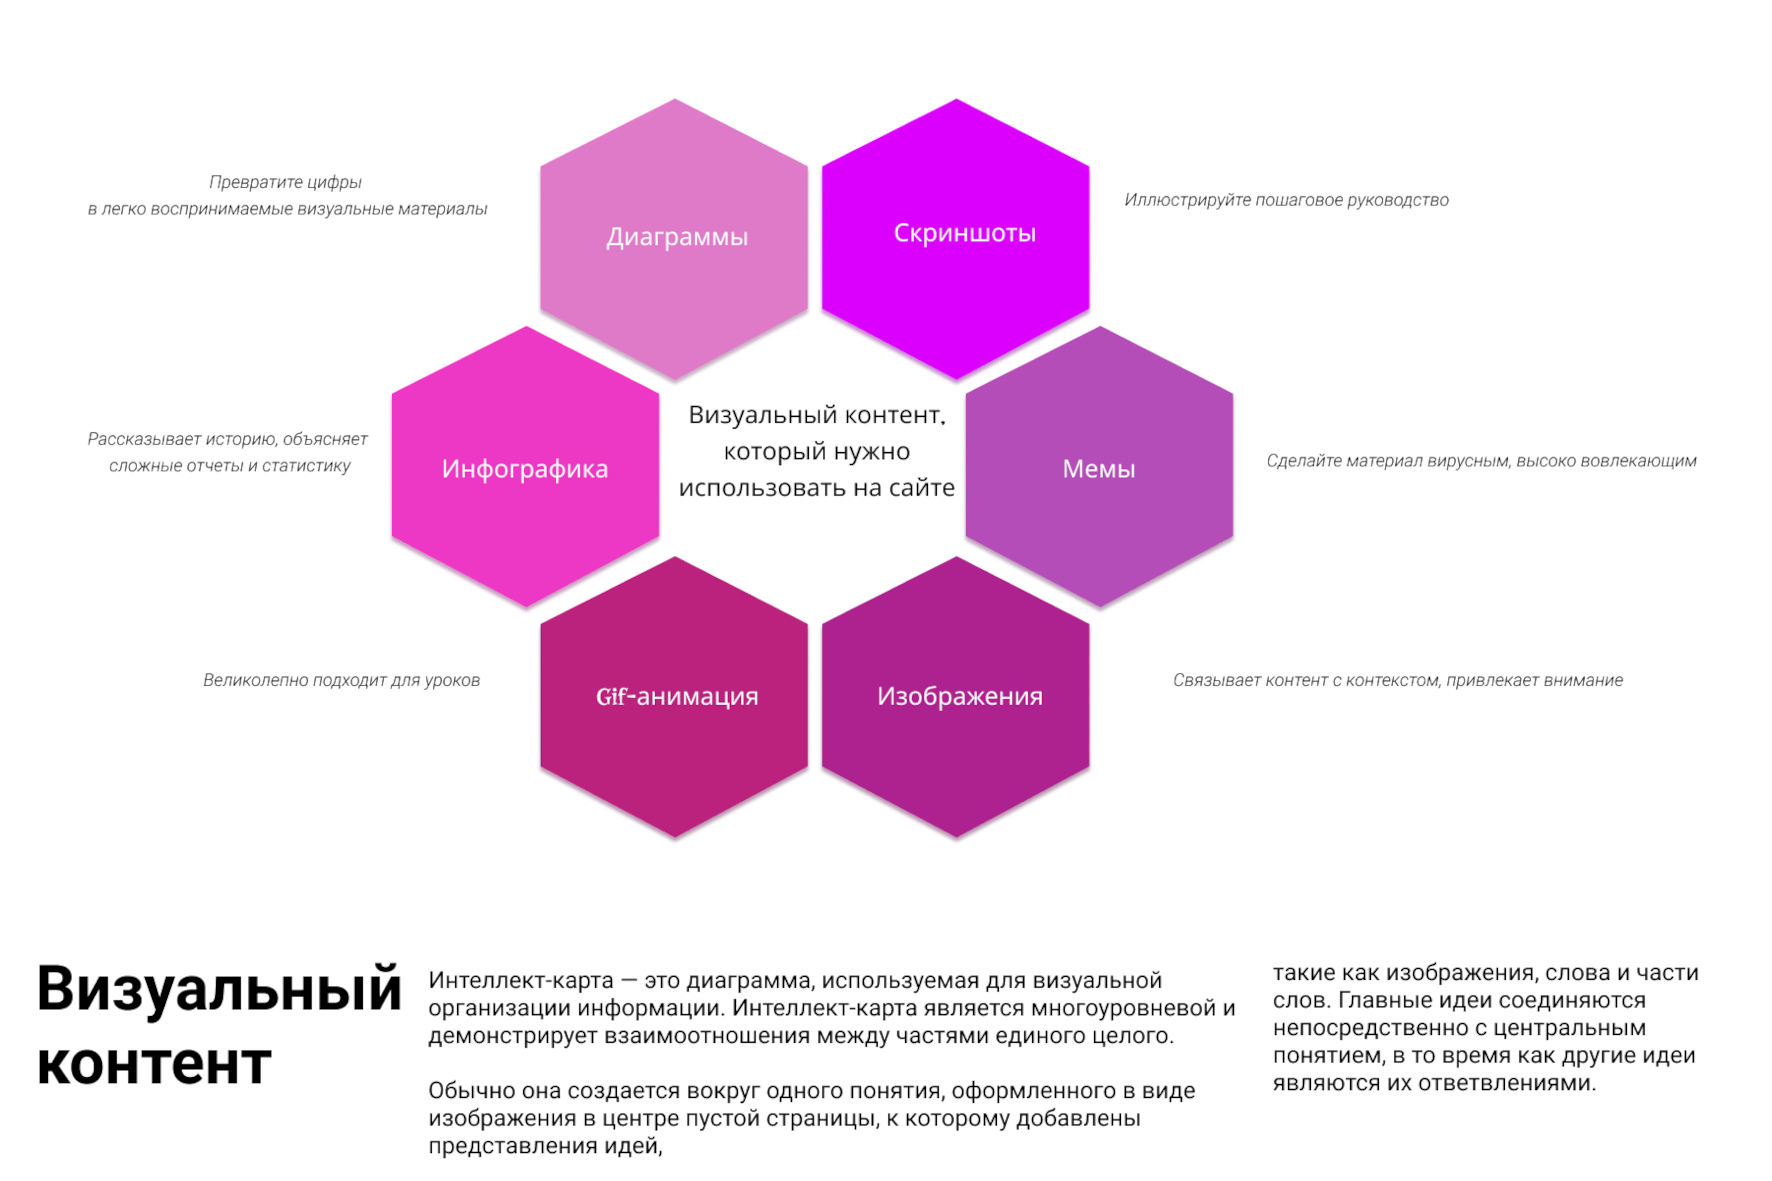 Превратите цифры
в легко воспринимаемые визуальные материалы
Диаграммы
Скриншоты
Иллюстрируйте пошаговое руководство
Рассказывает историю, объясняет
сложные отчеты и статистику
Инфографика
Визуальный контент,
который нужно
использовать на сайте
Мемы
Сделайте материал вирусным, высоко вовлекающим
Великолепно подходит для уроков
Gif-анимация
Изображения
Связывает контент с контекстом, привлекает внимание
Визуальный
контент
Интеллект-карта — это диаграмма, используемая для визуальной
организации информации. Интеллект-карта является многоуровневой и
демонстрирует взаимоотношения между частями единого целого.
Обычно она создается вокруг одного понятия, оформленного в виде
изображения в центре пустой страницы, к которому добавлены
представления идей,
такие как изображения, слова и части
слов. Главные идеи соединяются
непосредственно с центральным
понятием, в то время как другие идеи
являются их ответвлениями.